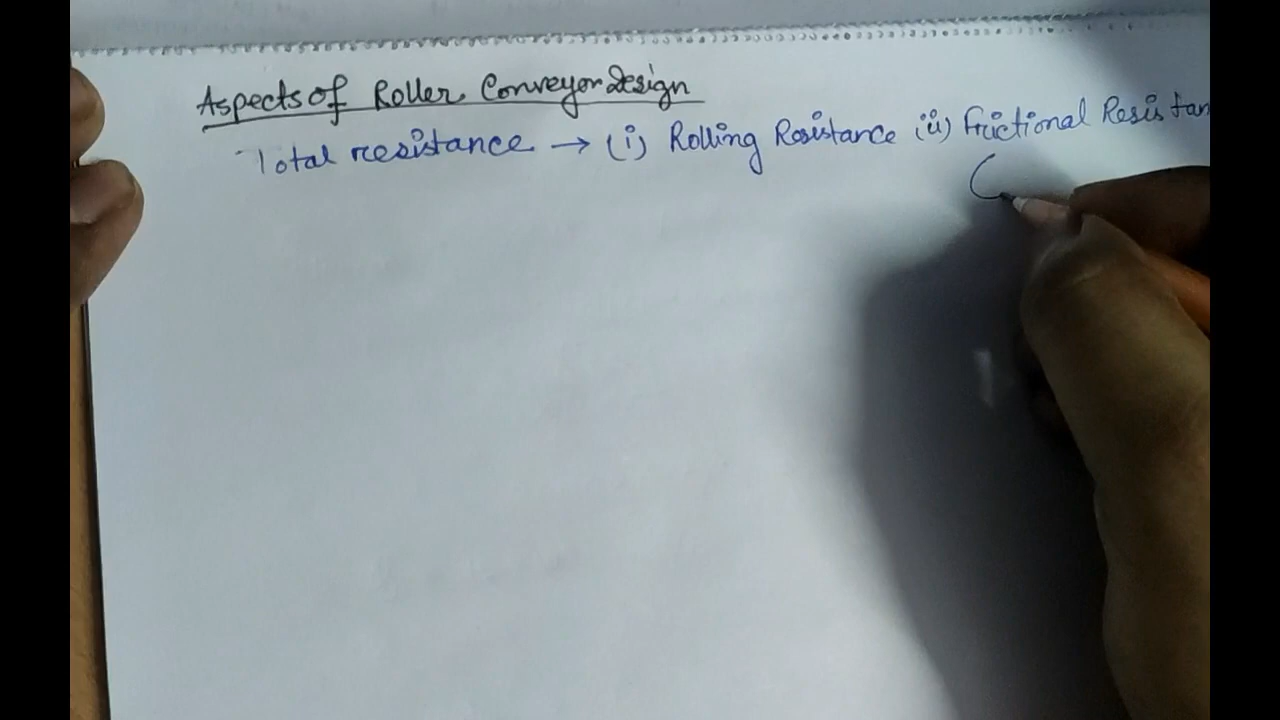 Aspects of Roller Conveyor Design
Total resistance → (i) Rolling Resistance (ii) Frictional Resistan
(